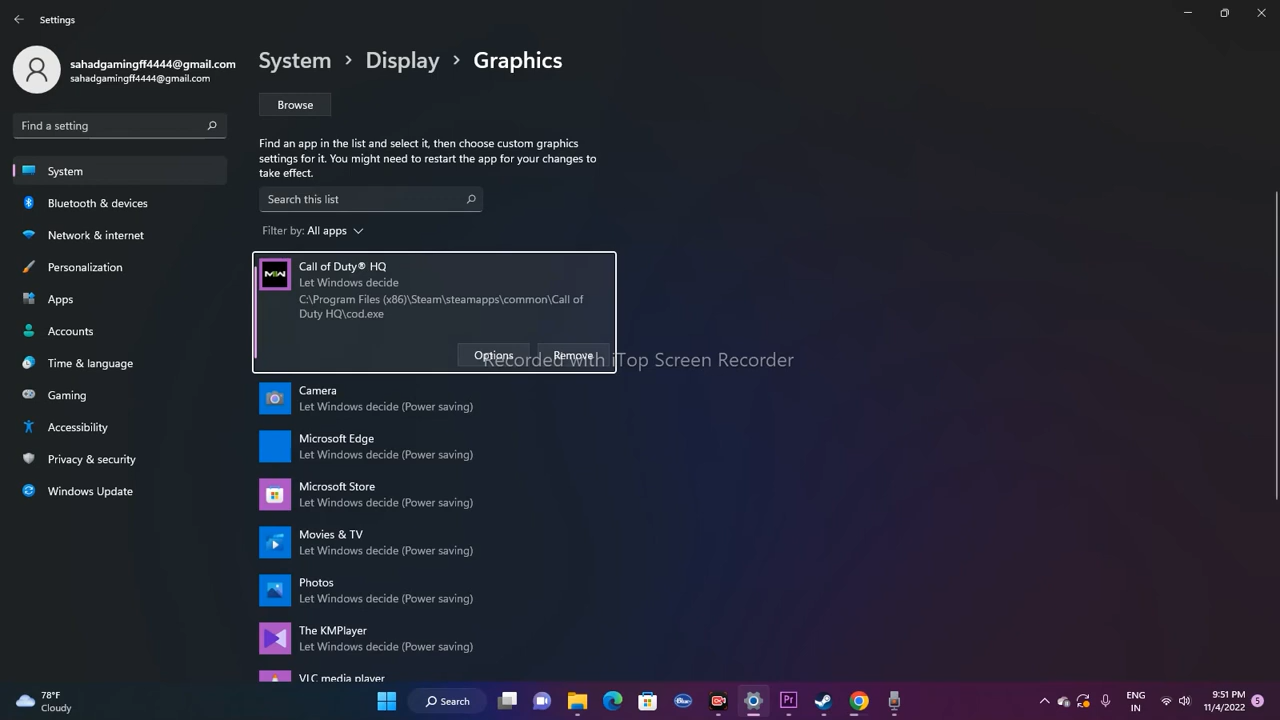 Settings
sahadgamingff4444@gmail.com
sahadgamingff4444@gmail.com
Find a setting
System
Bluetooth & devices
Network & internet
Personalization
Apps
Accounts
Time & language
Gaming
Accessibility
Privacy & security
Windows Update
System > Display > Graphics
Browse
Find an app in the list and select it, then choose custom graphics
settings for it. You might need to restart the app for your changes to
take effect.
Search this list
Filter by: All apps
MW
Call of Duty® HQ
Let Windows decide
C:\Program Files (x86)\Steam\steamapps\common\Call of
Duty HQ\cod.exe
Options
Remove
Recorded with iTop Screen Recorder
Camera
Let Windows decide (Power saving)
Microsoft Edge
Let Windows decide (Power saving)
Microsoft Store
Let Windows decide (Power saving)
Movies & TV
Let Windows decide (Power saving)
Photos
Let Windows decide (Power saving)
The KMPlayer
Let Windows decide (Power saving)
VLC media player
78°F
Cloudy
Search
Pr
ENG
IN
9:51 PM
11/4/2022
5